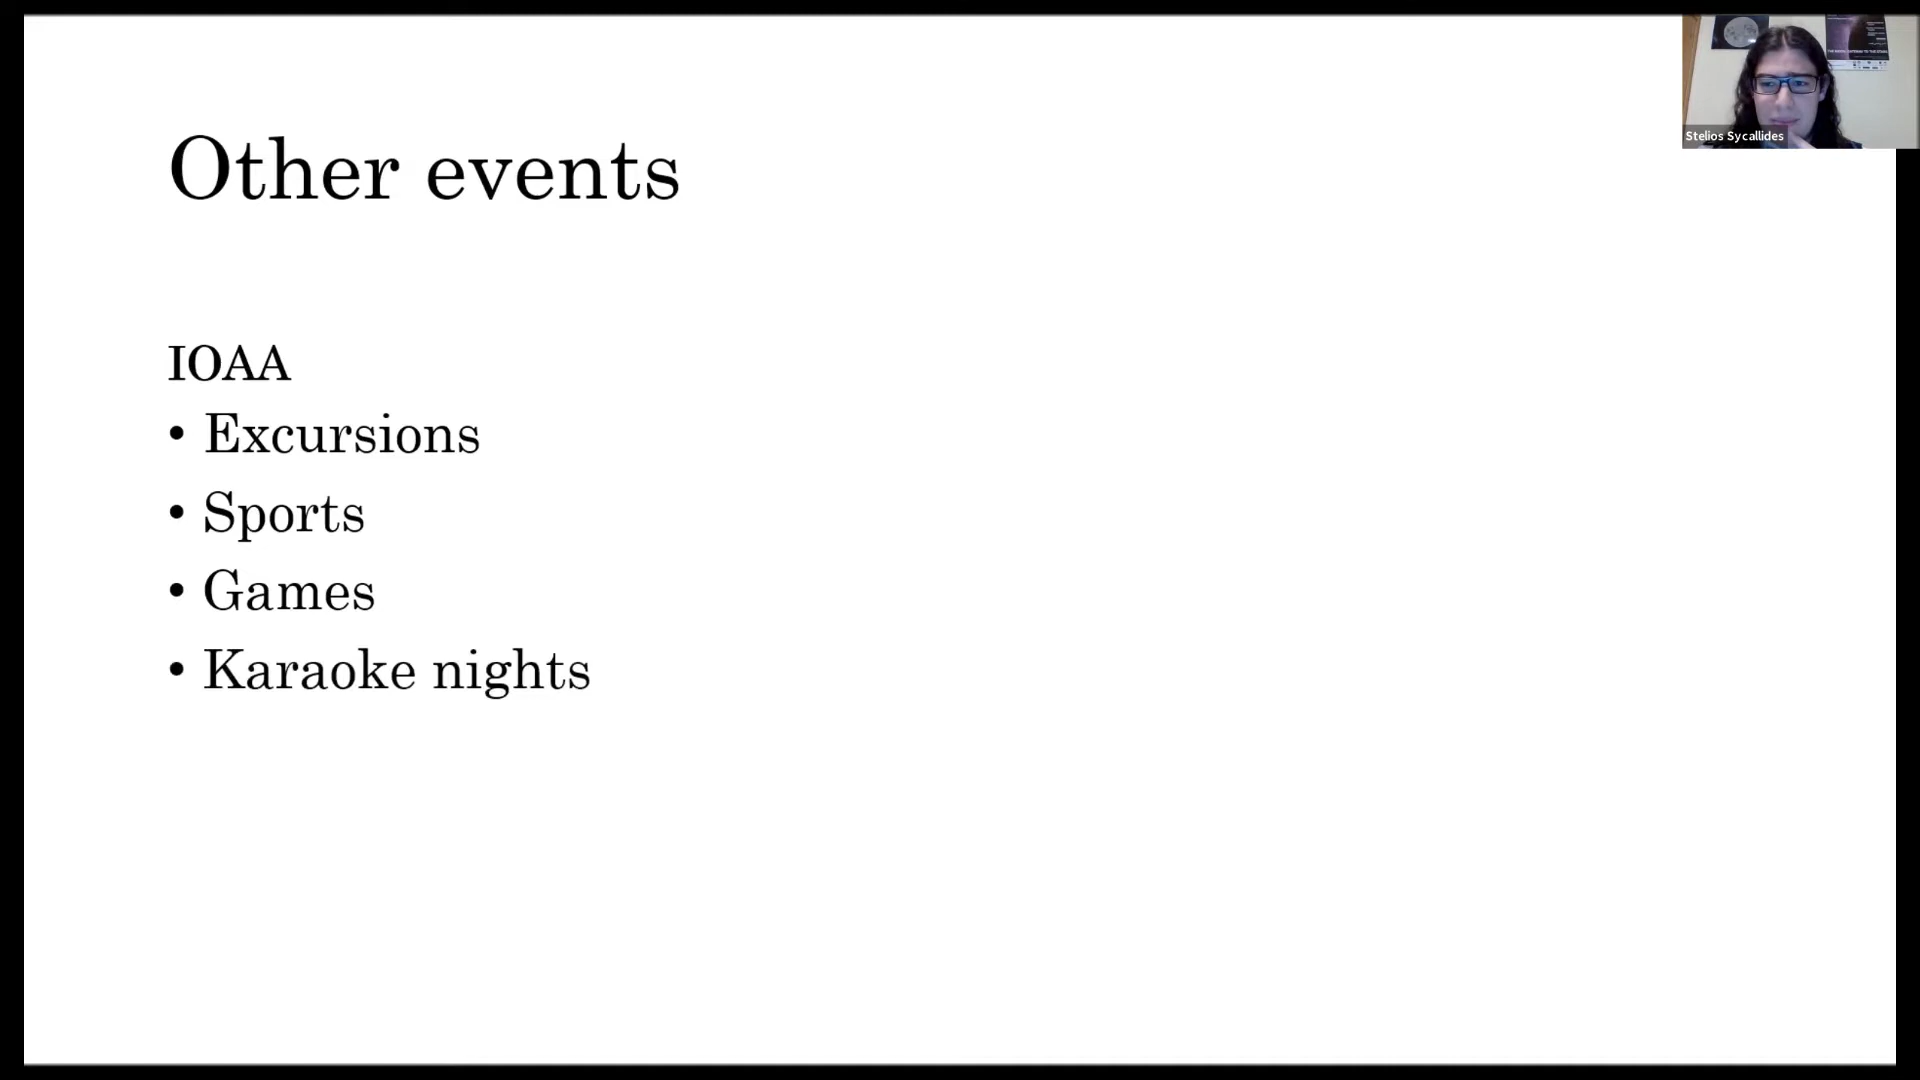 Other events
IOAA
• Excursions
• Sports
• Games
• Karaoke nights
Stelios Sycallides